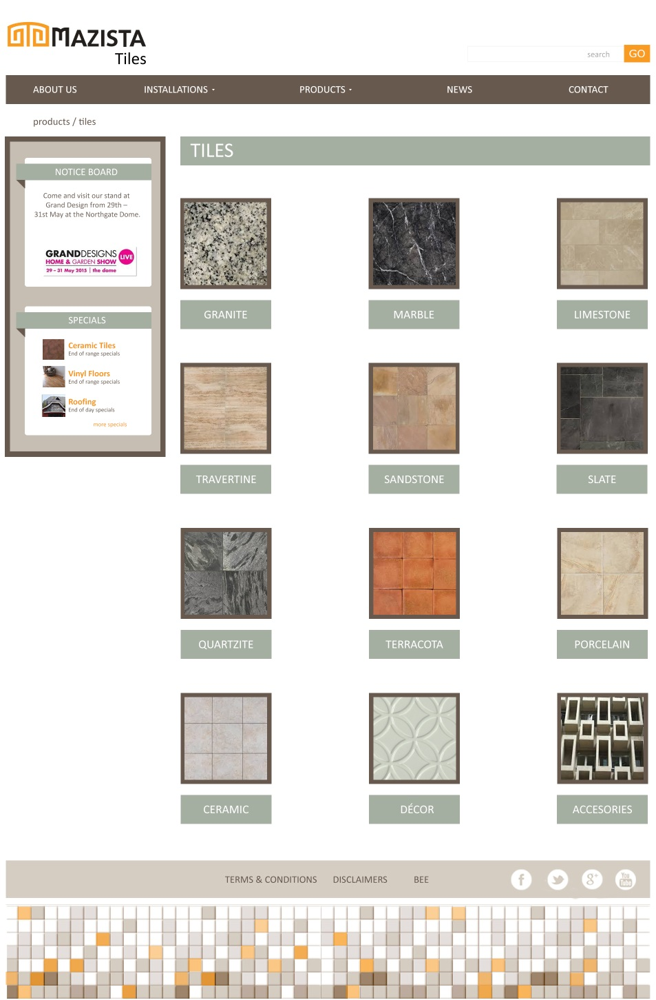 MAZISTA
Tiles
search GO
ABOUT US INSTALLATIONS PRODUCTS NEWS CONTACT
products / tiles
TILES
NOTICE BOARD
Come and visit our stand at
Grand Design from 29th –
31st May at the Northgate Dome.
GRANDDESIGNS
HOME & GARDEN SHOW LIVE
29 – 31 May 2015 | the dome
SPECIALS
Ceramic Tiles
End of range specials
Vinyl Floors
End of range specials
Roofing
End of day specials
more specials
GRANITE MARBLE LIMESTONE
TRAVERTINE SANDSTONE SLATE
QUARTZITE TERRACOTA PORCELAIN
CERAMIC DÉCOR ACCESORIES
TERMS & CONDITIONS DISCLAIMERS BEE
f g+ You Tube